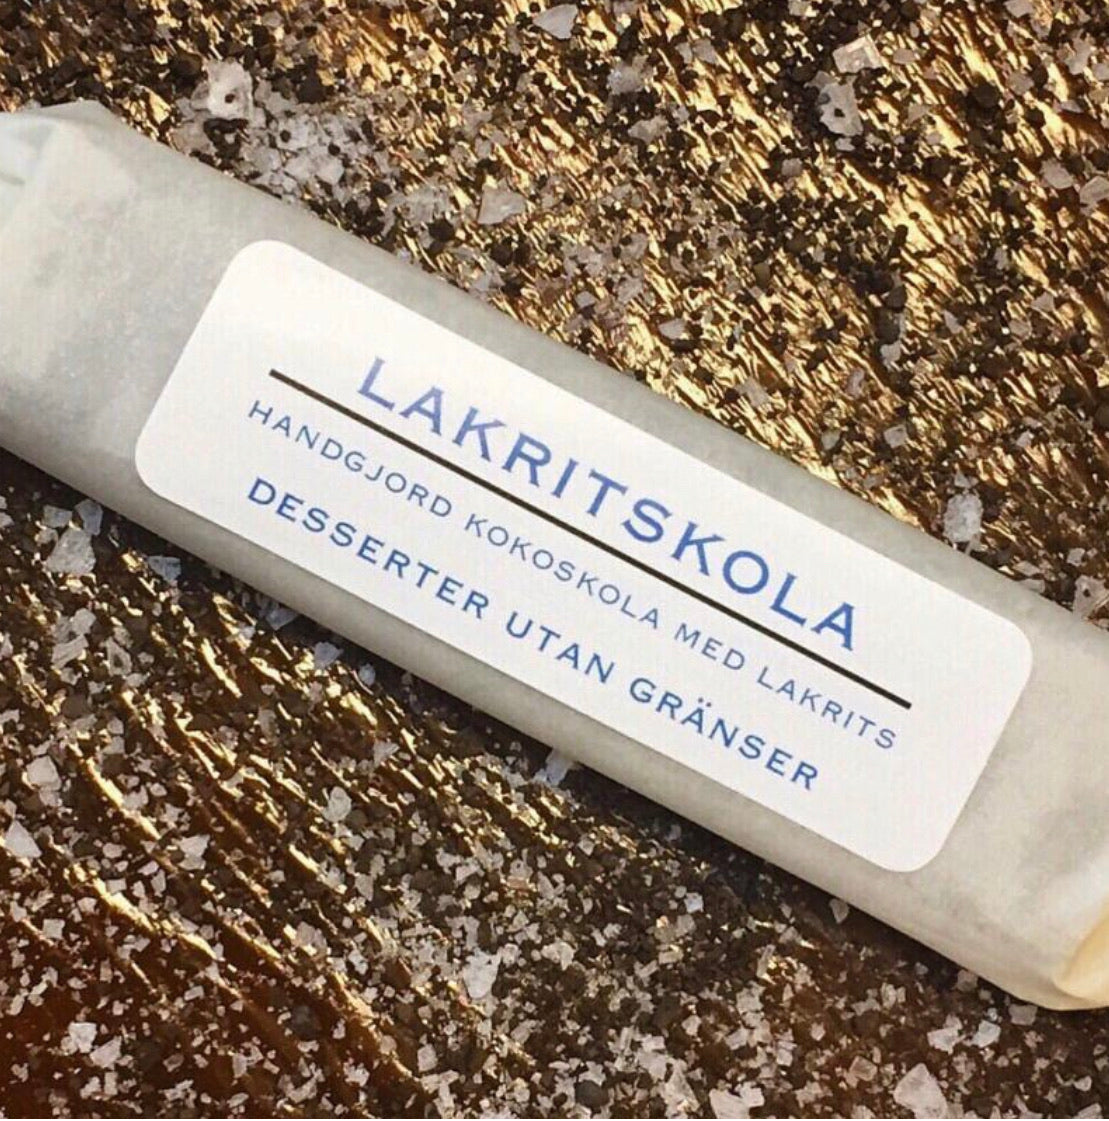 LAKRITSKOLA
HANDGJORD KOKOSKOLA MED LAKRITS
DESSERTER UTAN GRÄNSER